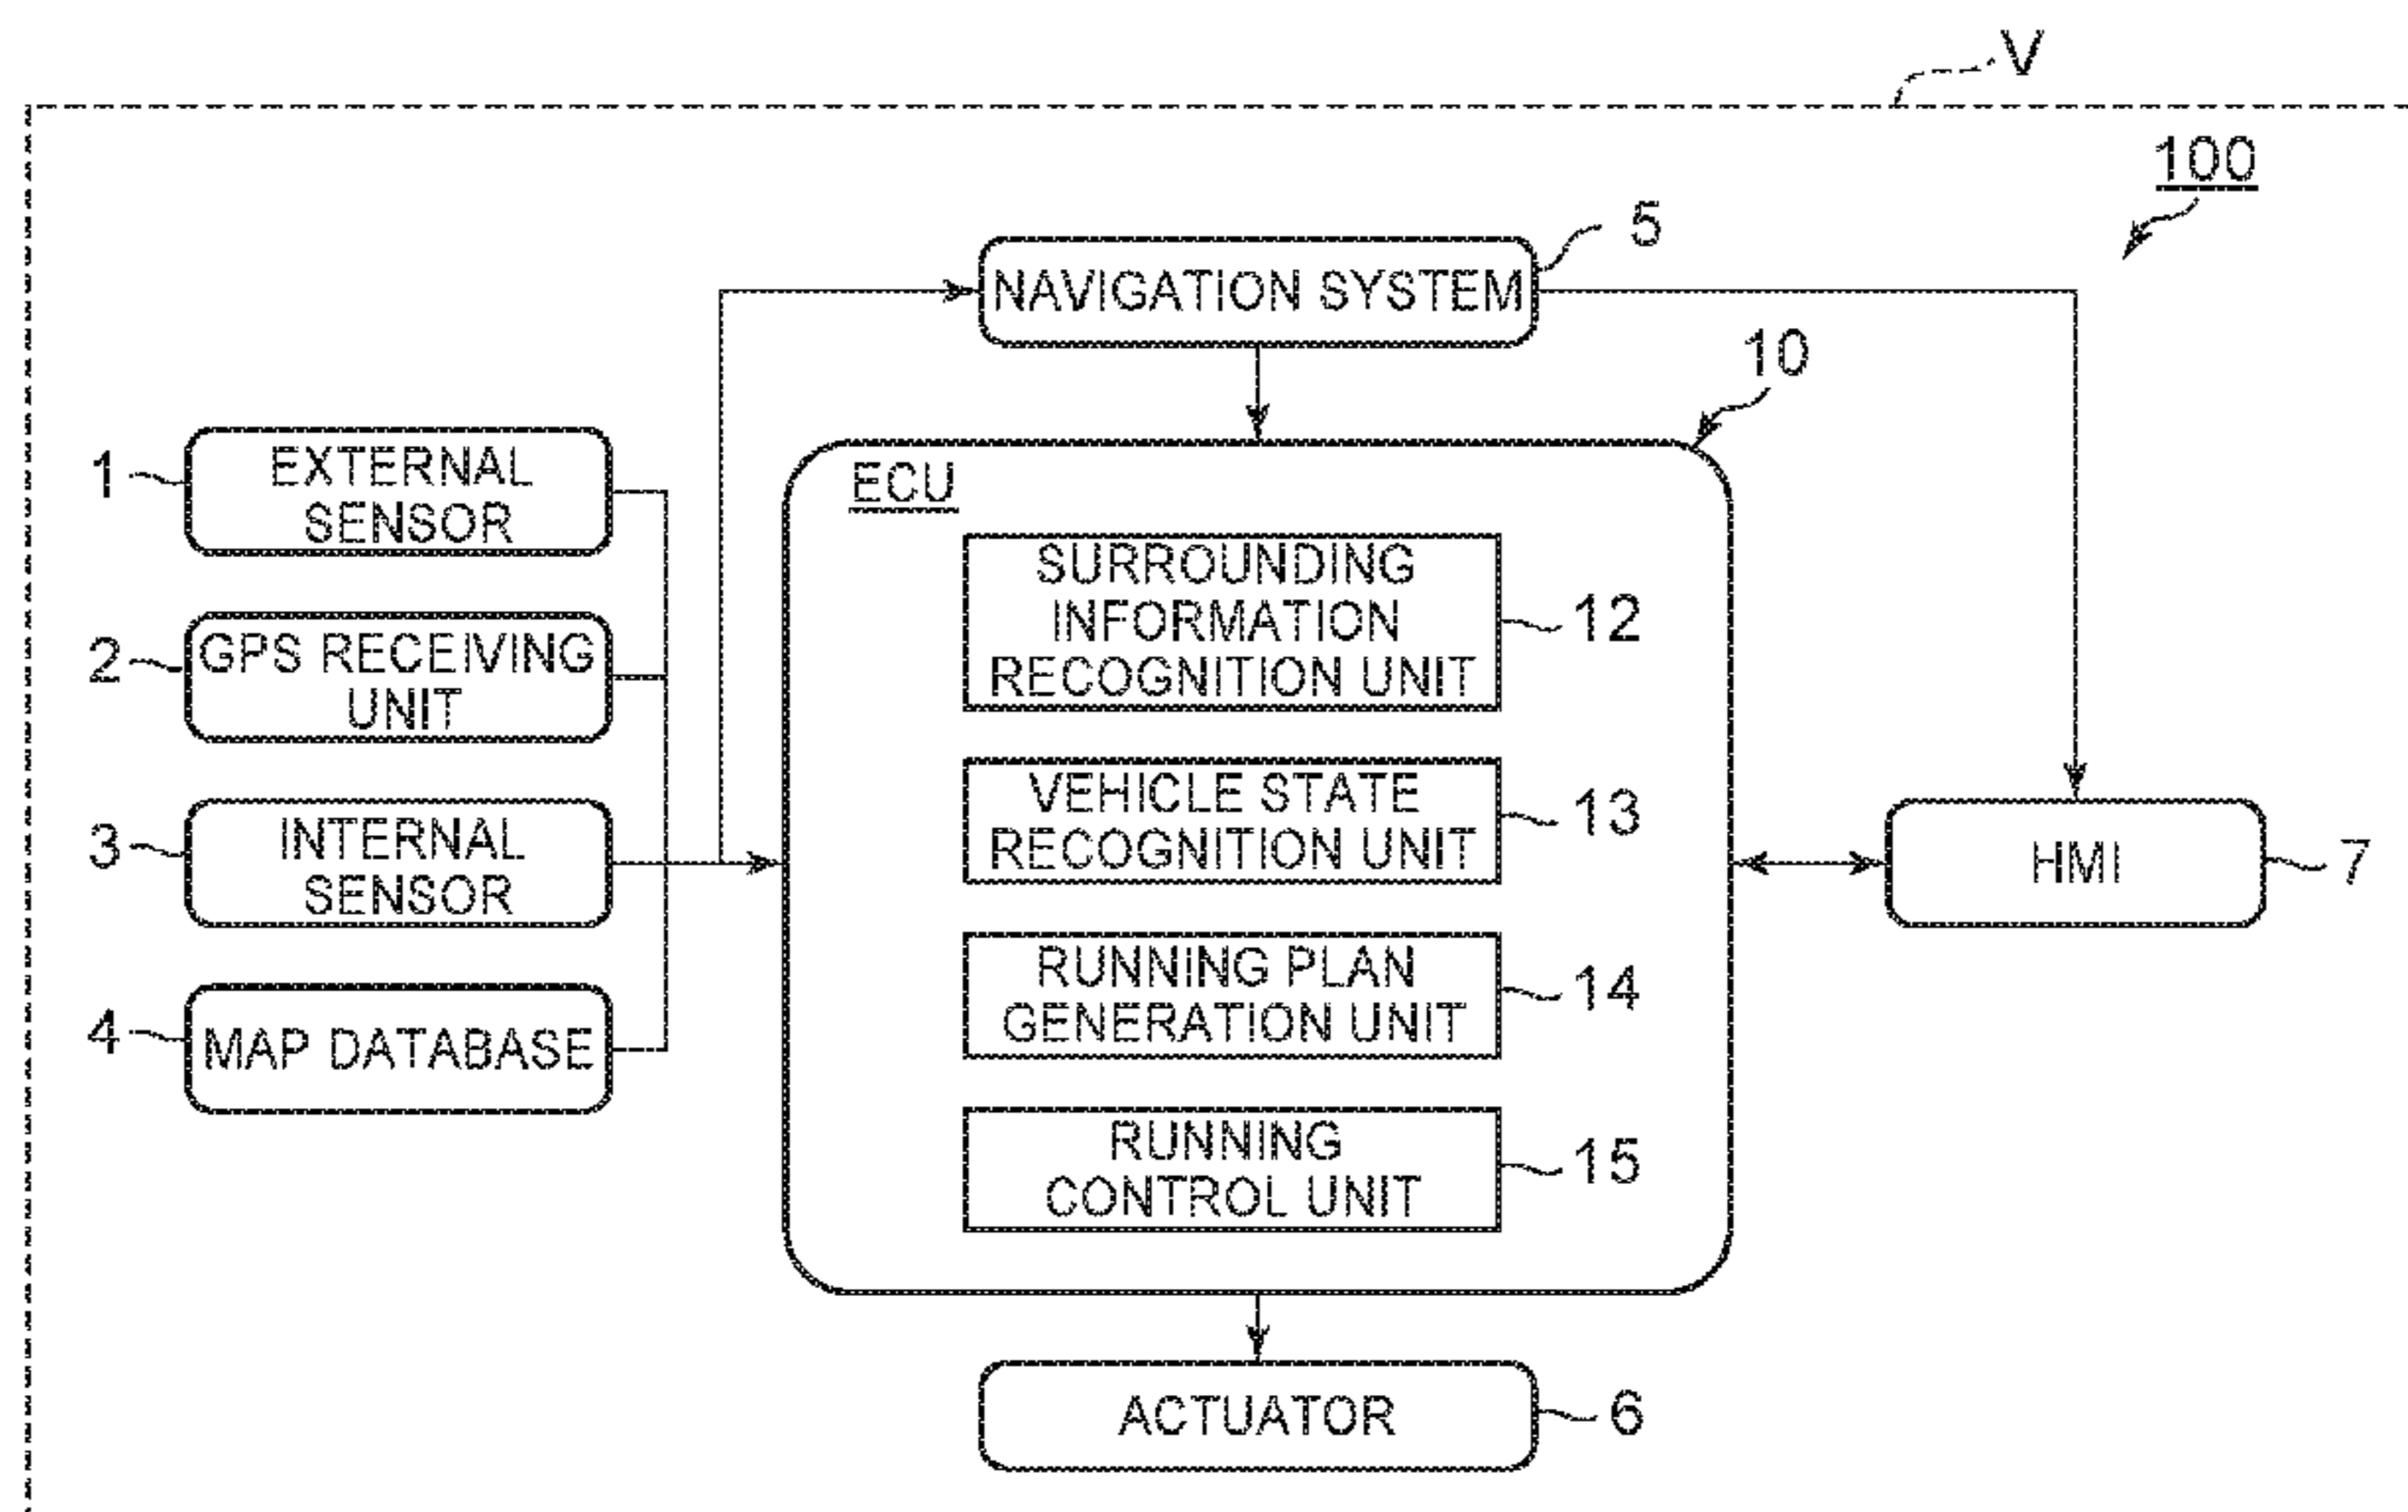 V
100
NAVIGATION SYSTEM
5
10
ECU
1
EXTERNAL
SENSOR
SURROUNDING
INFORMATION
RECOGNITION UNIT
12
2
GPS RECEIVING
UNIT
VEHICLE STATE
RECOGNITION UNIT
13
3
INTERNAL
SENSOR
HMI
7
RUNNING PLAN
GENERATION UNIT
14
4
MAP DATABASE
RUNNING
CONTROL UNIT
15
ACTUATOR
6